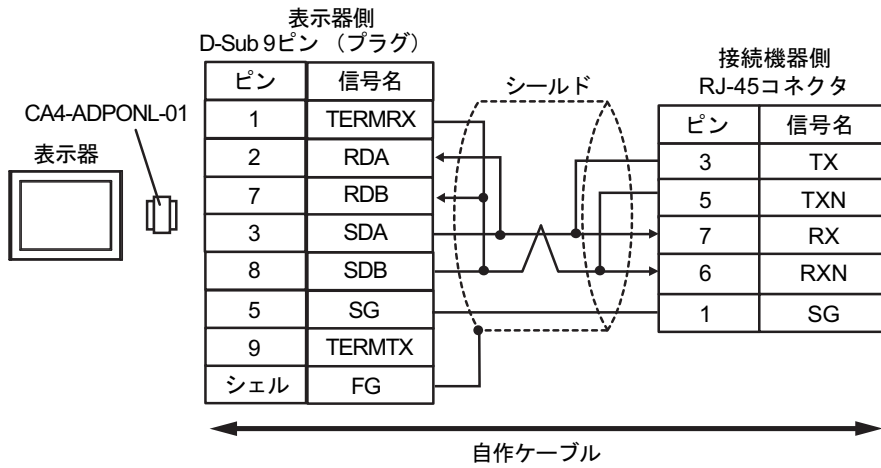 表示器側
D-Sub 9ピン （プラグ）
接続機器側
RJ-45コネクタ
シールド
CA4-ADPONL-01
表示器
ピン 信号名
1 TERMRX
2 RDA
7 RDB
3 SDA
8 SDB
5 SG
9 TERMTX
シェル FG
ピン 信号名
3 TX
5 TXN
7 RX
6 RXN
1 SG
自作ケーブル